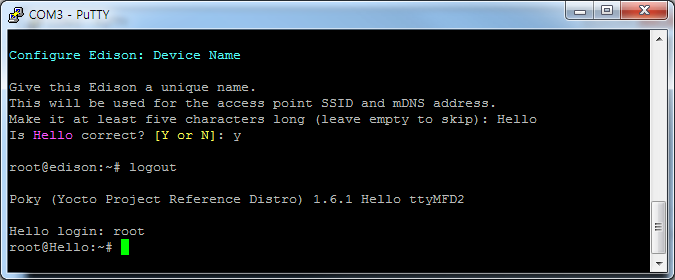 COM3 - PuTTY
Configure Edison: Device Name
Give this Edison a unique name.
This will be used for the access point SSID and mDNS address.
Make it at least five characters long (leave empty to skip): Hello
Is Hello correct? [Y or N]: y
root@edison:~# logout
Poky (Yocto Project Reference Distro) 1.6.1 Hello ttyMFD2
Hello login: root
root@Hello:~#